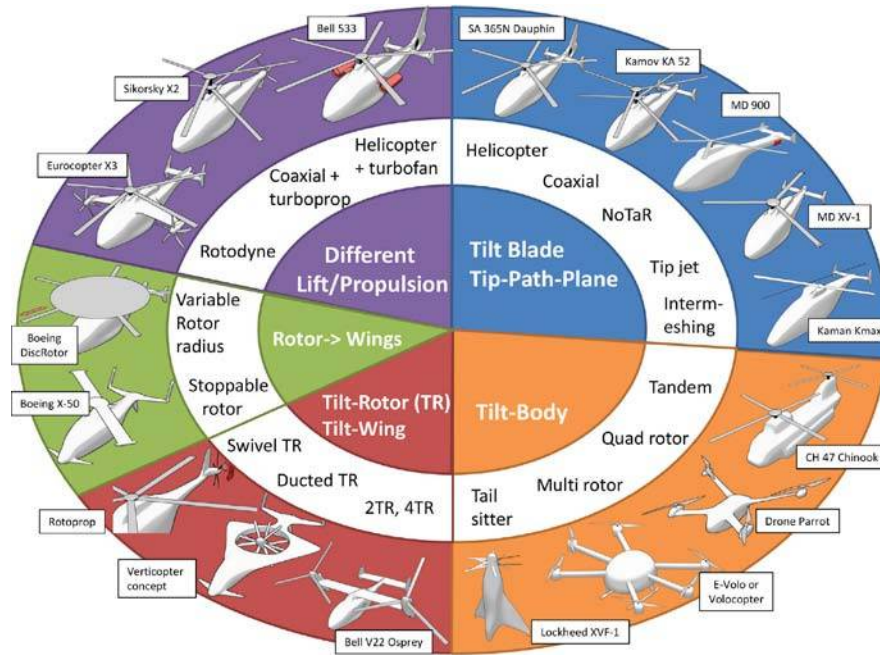 Bell 533
Sikorsky X2
Eurocopter X3
Helicopter
+ turbofan
Coaxial +
turboprop
Rotodyne
Different
Lift/Propulsion
SA 365N Dauphin
Kamov KA 52
MD 900
MD XV-1
Kaman Kmax
Helicopter
Coaxial
NoTaR
Tip jet
Interm-
eshing
Tilt Blade
Tip-Path-Plane
Boeing
DiscRotor
Boeing X-50
Variable
Rotor
radius
Stoppable
rotor
Rotor-> Wings
Tilt-Rotor (TR)
Tilt-Wing
Swivel TR
Ducted TR
2TR, 4TR
Rotoprop
Verticopter
concept
Bell V22 Osprey
Tilt-Body
Tandem
Quad rotor
Multi rotor
Tail
sitter
CH 47 Chinook
Drone Parrot
E-Volo or
Volocopter
Lockheed XVF-1